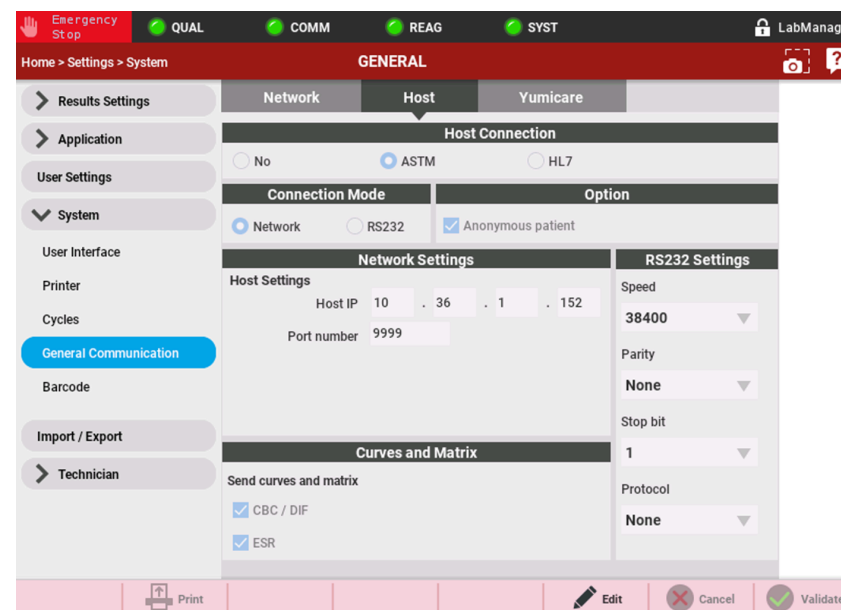 Emergency Stop QUAL COMM REAG SYST LabManag
Home > Settings > System GENERAL ?
Results Settings
Application
User Settings
System
User Interface
Printer
Cycles
General Communication
Barcode
Import / Export
Technician
Network Host Yumicare
Host Connection
No ASTM HL7
Connection Mode Option
Network RS232 Anonymous patient
Network Settings
Host Settings
Host IP 10 . 36 . 1 . 152
Port number 9999
RS232 Settings
Speed
38400
Parity
None
Stop bit
1
Protocol
None
Curves and Matrix
Send curves and matrix
CBC / DIF
ESR
Print Edit Cancel Validate